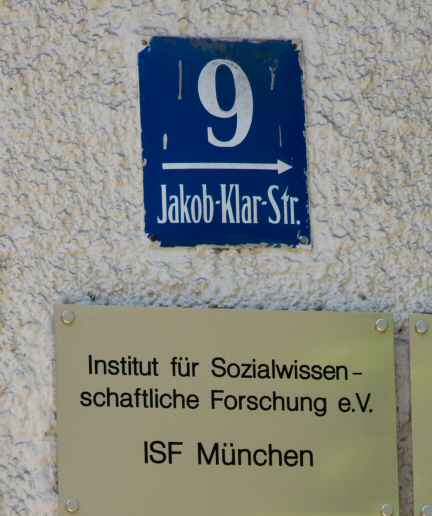 9
Jakob-Klar-Str.
Institut für Sozialwissen-
schaftliche Forschung e.V.
ISF München